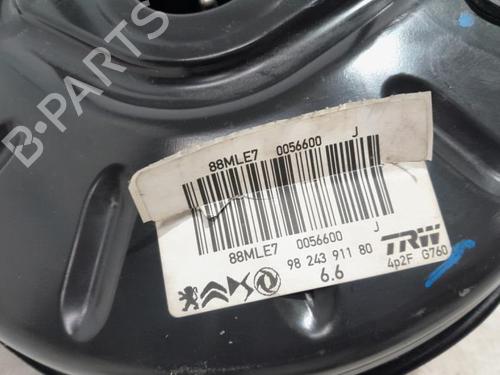 B-PARTS
88MLE7 0056600 J
88MLE7 0056600 J
98 243 911 80
6.6
TRW
4p2F G760